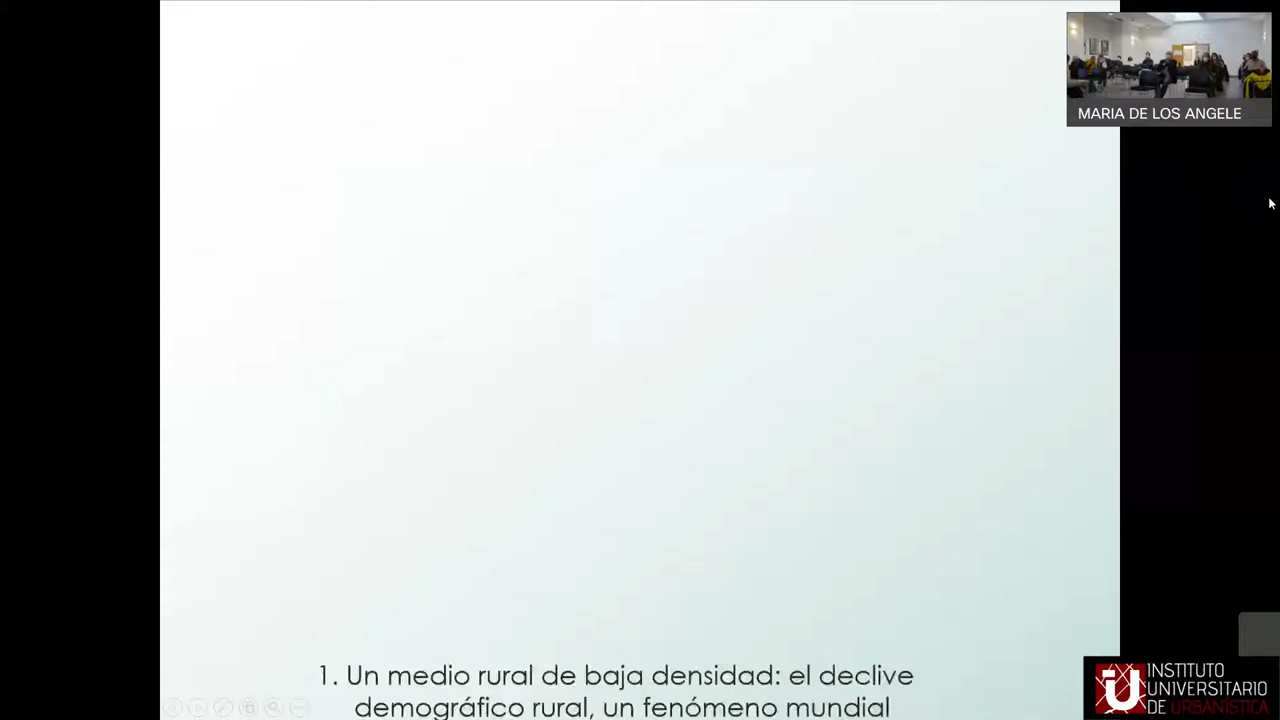 MARIA DE LOS ANGELE
1. Un medio rural de baja densidad: el declive
demográfico rural, un fenómeno mundial
INSTITUTO
UNIVERSITARIO
DE URBANÍSTICA